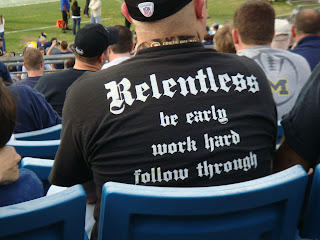 Relentless
be early
work hard
follow through
M